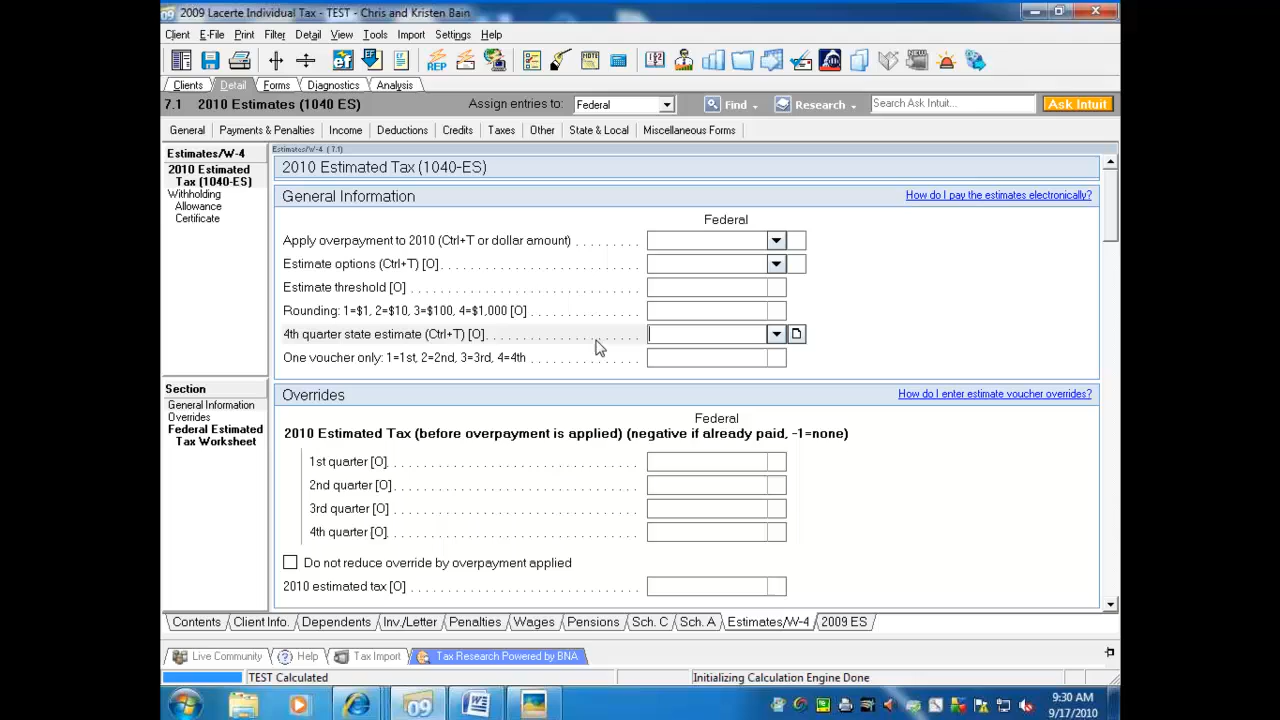 2009 Lacerte Individual Tax - TEST - Chris and Kristen Bain
Client E-File Print Filter Detail View Tools Import Settings Help
Clients Detail Forms Diagnostics Analysis
7.1 2010 Estimates (1040 ES) Assign entries to: Federal Find Research Search Ask Intuit Ask Intuit
General Payments & Penalties Income Deductions Credits Taxes Other State & Local Miscellaneous Forms
Estimates/W-4
2010 Estimated
Tax (1040-ES)
Withholding
Allowance
Certificate
Estimates/W-4 (7.1)
2010 Estimated Tax (1040-ES)
General Information How do I pay the estimates electronically?
Federal
Apply overpayment to 2010 (Ctrl+T or dollar amount)
Estimate options (Ctrl+T) [O]
Estimate threshold [O]
Rounding: 1=$1, 2=$10, 3=$100, 4=$1,000 [O]
4th quarter state estimate (Ctrl+T) [O]
One voucher only: 1=1st, 2=2nd, 3=3rd, 4=4th
Section
General Information
Overrides
Federal Estimated
Tax Worksheet
Overrides How do I enter estimate voucher overrides?
Federal
2010 Estimated Tax (before overpayment is applied) (negative if already paid, -1=none)
1st quarter [O]
2nd quarter [O]
3rd quarter [O]
4th quarter [O]
Do not reduce override by overpayment applied
2010 estimated tax [O]
Contents Client Info. Dependents Inv./Letter Penalties Wages Pensions Sch. C Sch. A Estimates/W-4 2009 ES
Live Community Help Tax Import Tax Research Powered by BNA
TEST Calculated Initializing Calculation Engine Done
09
9:30 AM
9/17/2010